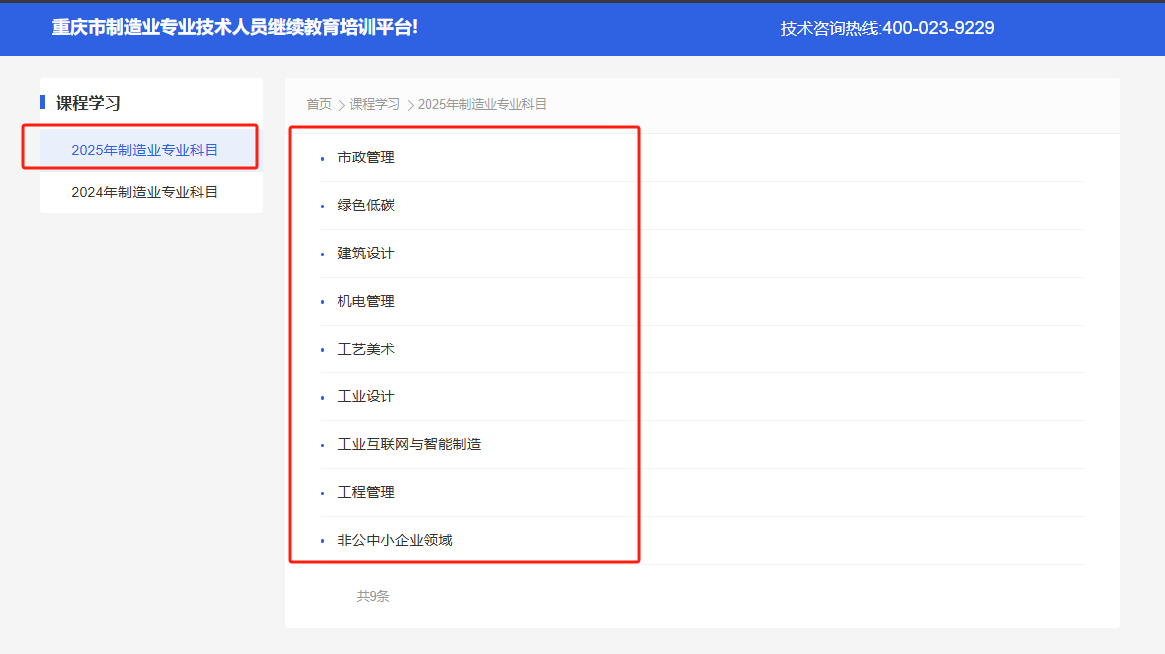 重庆市制造业专业技术人员继续教育培训平台!
技术咨询热线:400-023-9229
课程学习
2025年制造业专业科目
2024年制造业专业科目
首页 > 课程学习 > 2025年制造业专业科目
市政管理
绿色低碳
建筑设计
机电管理
工艺美术
工业设计
工业互联网与智能制造
工程管理
非公中小企业领域
共9条